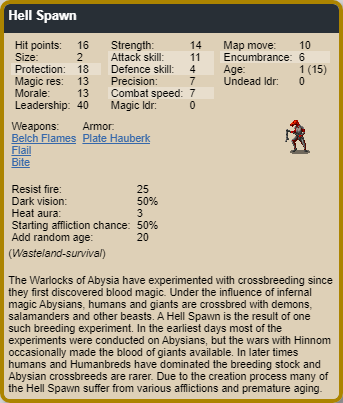 Hell Spawn
Hit points: 16 Strength: 14 Map move: 10
Size: 2 Attack skill: 11 Encumbrance: 6
Protection: 18 Defence skill: 4 Age: 1 (15)
Magic res: 13 Precision: 7 Undead ldr: 0
Morale: 13 Combat speed: 7
Leadership: 40 Magic ldr: 0
Weapons: Armor:
Belch Flames Plate Hauberk
Flail
Bite
Resist fire: 25
Dark vision: 50%
Heat aura: 3
Starting affliction chance: 50%
Add random age: 20
(Wasteland-survival)
The Warlocks of Abysia have experimented with crossbreeding since
they first discovered blood magic. Under the influence of infernal
magic Abysians, humans and giants are crossbred with demons,
salamanders and other beasts. A Hell Spawn is the result of one
such breeding experiment. In the earliest days most of the
experiments were conducted on Abysians, but the wars with Hinnom
occasionally made the blood of giants available. In later times
humans and Humanbreds have dominated the breeding stock and
Abysian crossbreeds are rarer. Due to the creation process many of
the Hell Spawn suffer from various afflictions and premature aging.